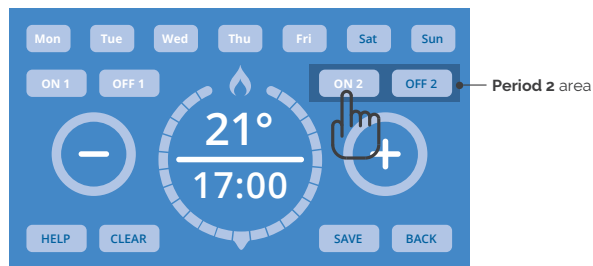 Mon Tue Wed Thu Fri Sat Sun
ON 1 OFF 1 ON 2 OFF 2
Period 2 area
21°
17:00
HELP CLEAR SAVE BACK